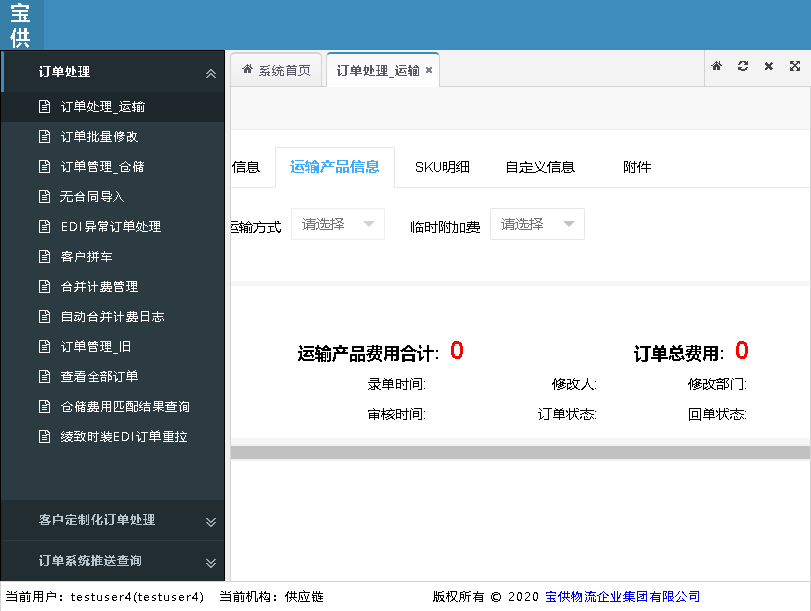 宝
供
订单处理
订单处理_运输
订单批量修改
订单管理_仓储
无合同导入
EDI异常订单处理
客户拼车
合并计费管理
自动合并计费日志
订单管理_旧
查看全部订单
仓储费用匹配结果查询
绫致时装EDI订单重拉
客户定制化订单处理
订单系统推送查询
系统首页 订单处理_运输
信息 运输产品信息 SKU明细 自定义信息 附件
运输方式 请选择 临时附加费 请选择
运输产品费用合计: 0 订单总费用: 0
录单时间: 修改人: 修改部门:
审核时间: 订单状态: 回单状态:
当前用户: testuser4(testuser4) 当前机构: 供应链 版权所有 © 2020 宝供物流企业集团有限公司